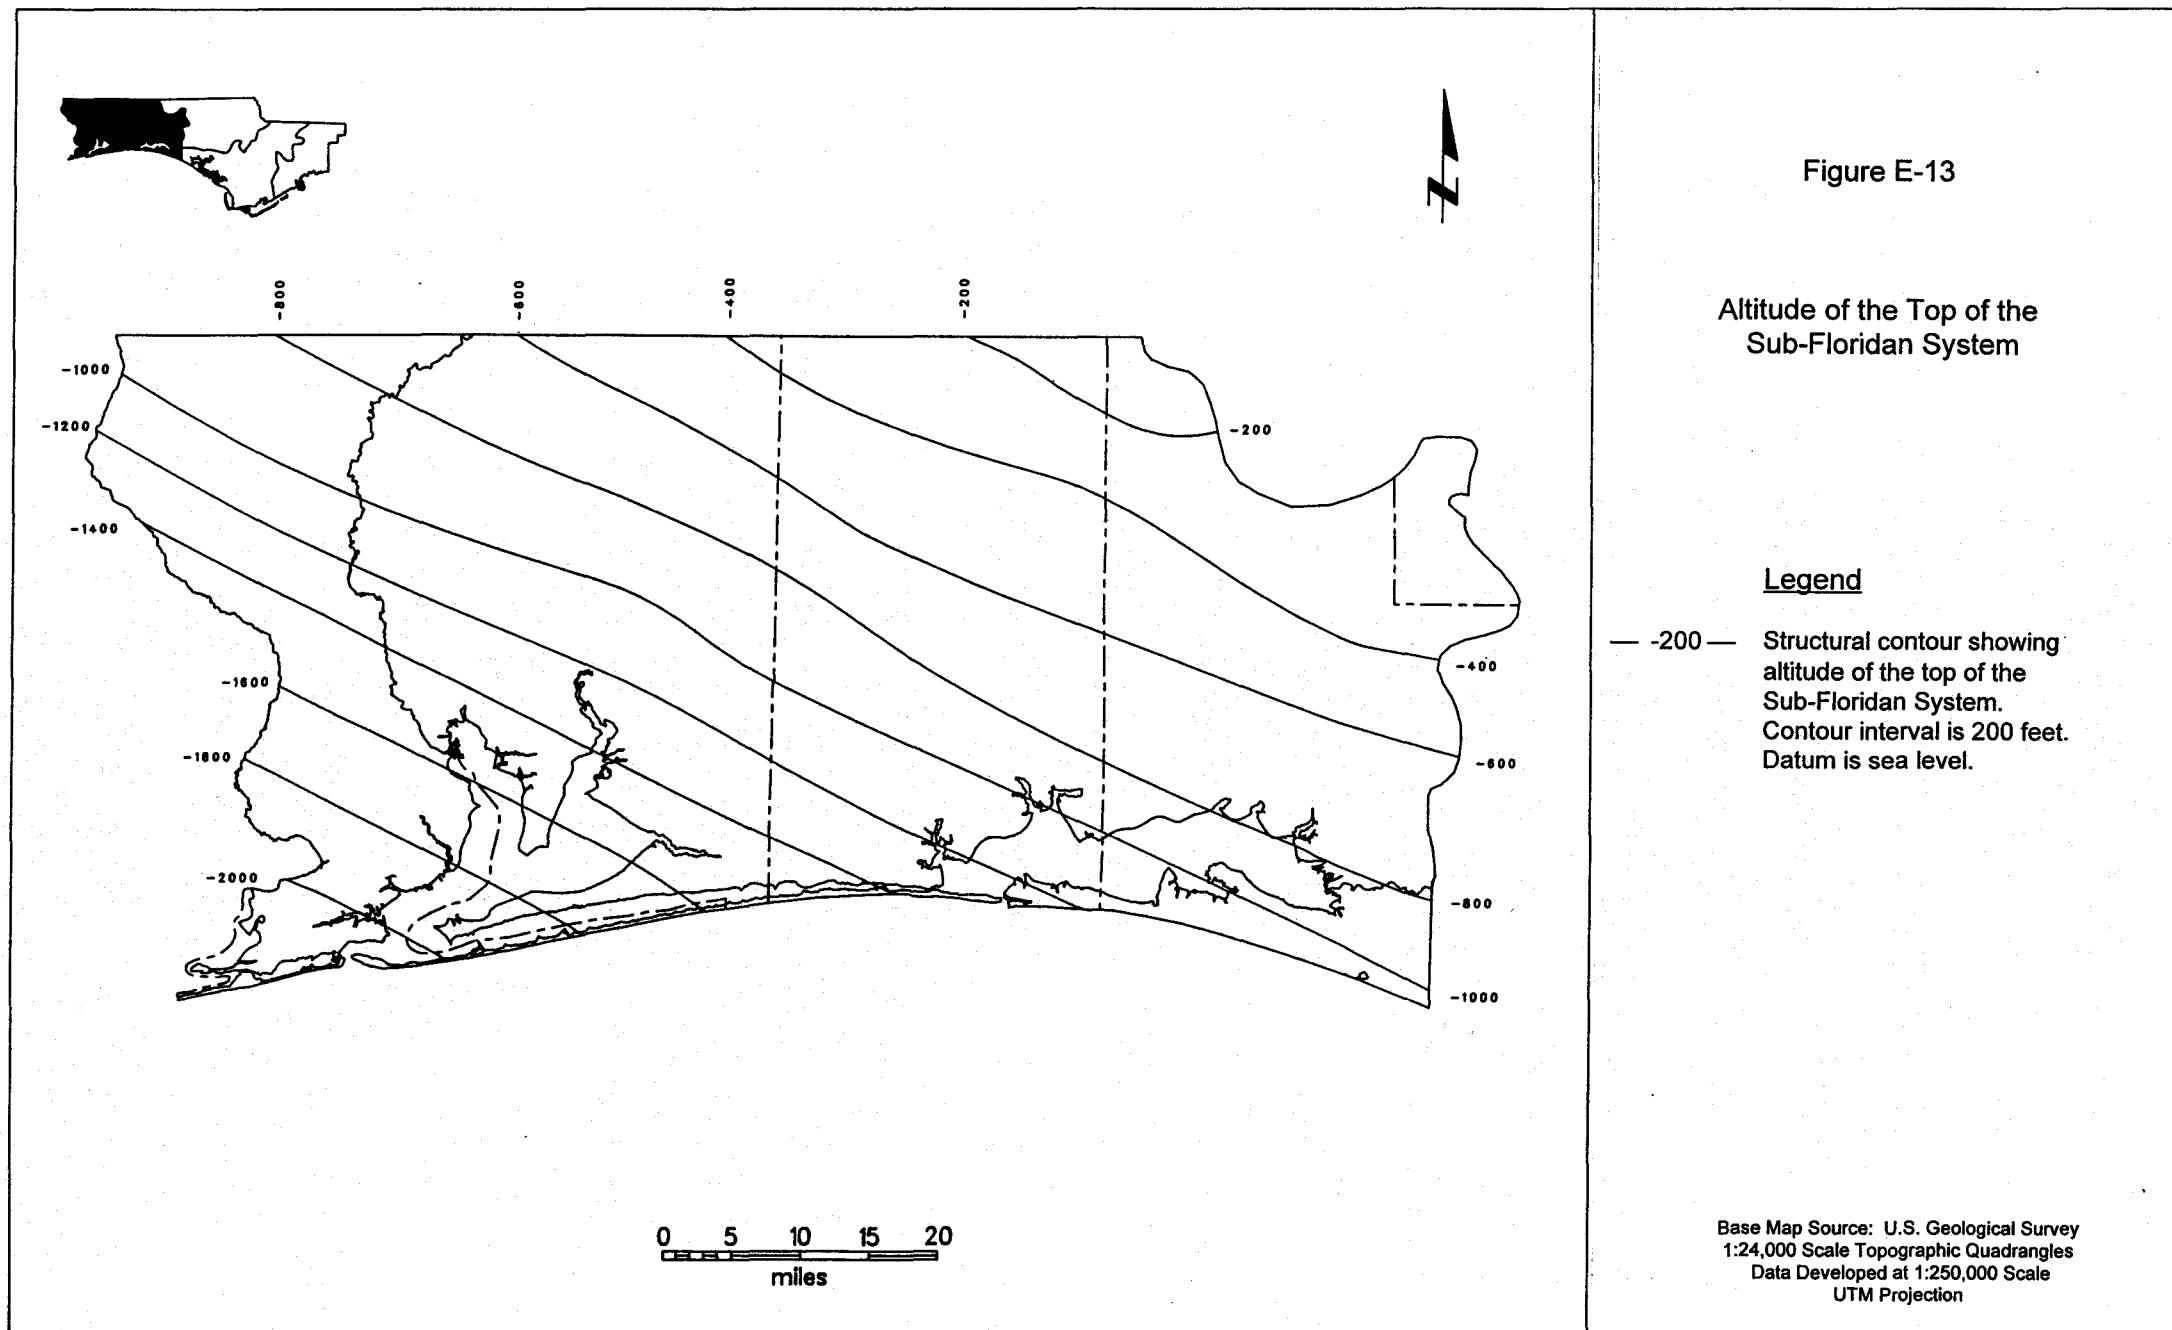 Figure E-13
Altitude of the Top of the
Sub-Floridan System
Legend
-200
Structural contour showing
altitude of the top of the
Sub-Floridan System.
Contour interval is 200 feet.
Datum is sea level.
N
-800
-600
-400
-200
-1000
-1200
-1400
-1600
-1800
-2000
-200
-400
-600
-800
-1000
0 5 10 15 20
miles
Base Map Source: U.S. Geological Survey
1:24,000 Scale Topographic Quadrangles
Data Developed at 1:250,000 Scale
UTM Projection